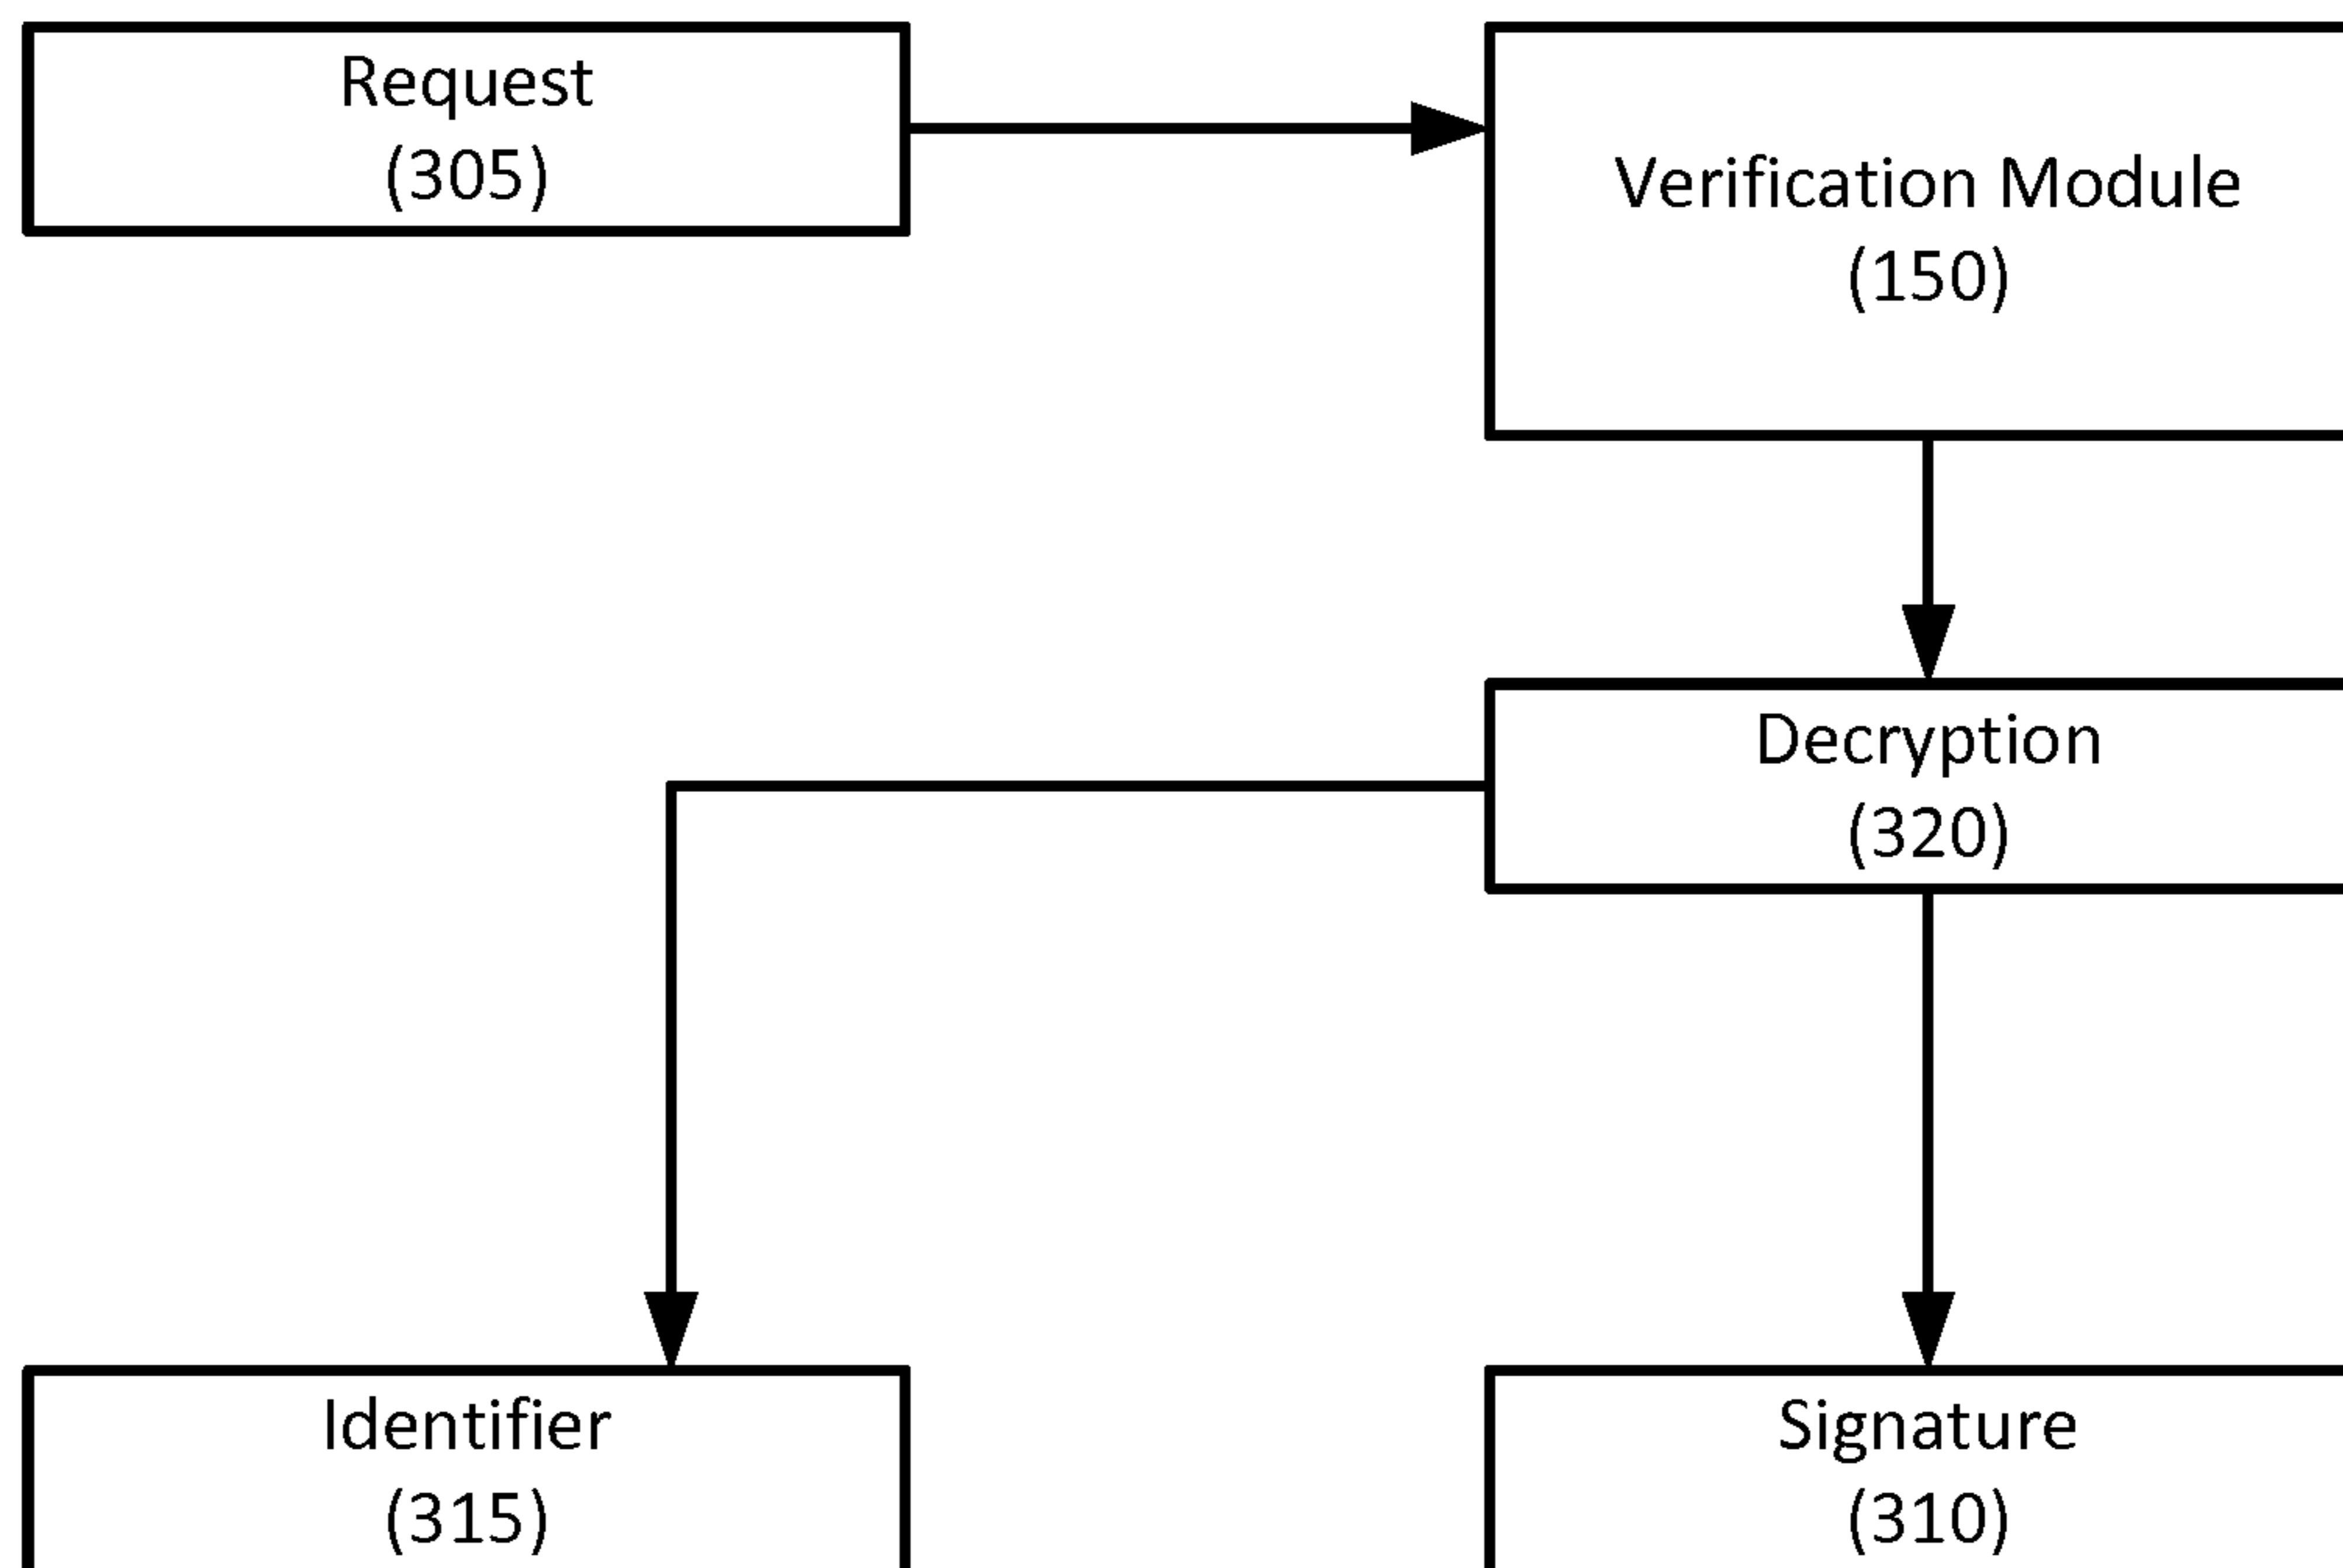 Request
(305)
Verification Module
(150)
Decryption
(320)
Identifier
(315)
Signature
(310)